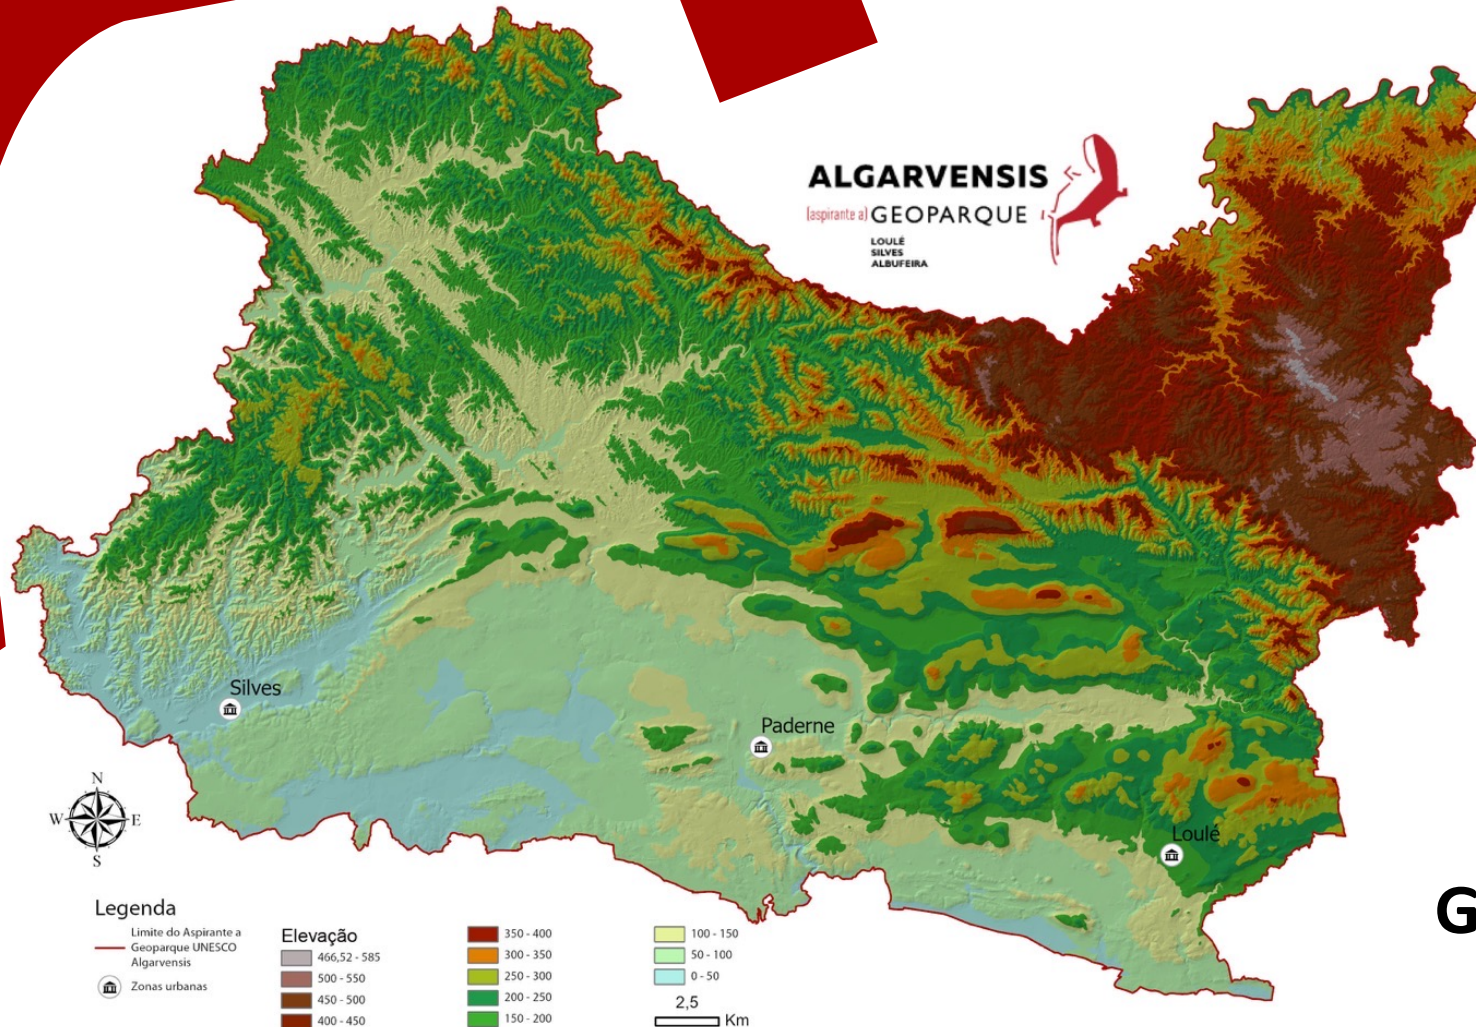 ALGARVENSIS
(aspirante a) GEOPARQUE
LOULÉ
SILVES
ALBUFEIRA
Silves
Paderne
Loulé
N
W E
S
G
Legenda
Limite do Aspirante a
Geoparque UNESCO
Algarvensis
Zonas urbanas
Elevação
466,52 - 585
500 - 550
450 - 500
400 - 450
350 - 400
300 - 350
250 - 300
200 - 250
150 - 200
100 - 150
50 - 100
0 - 50
2,5
Km